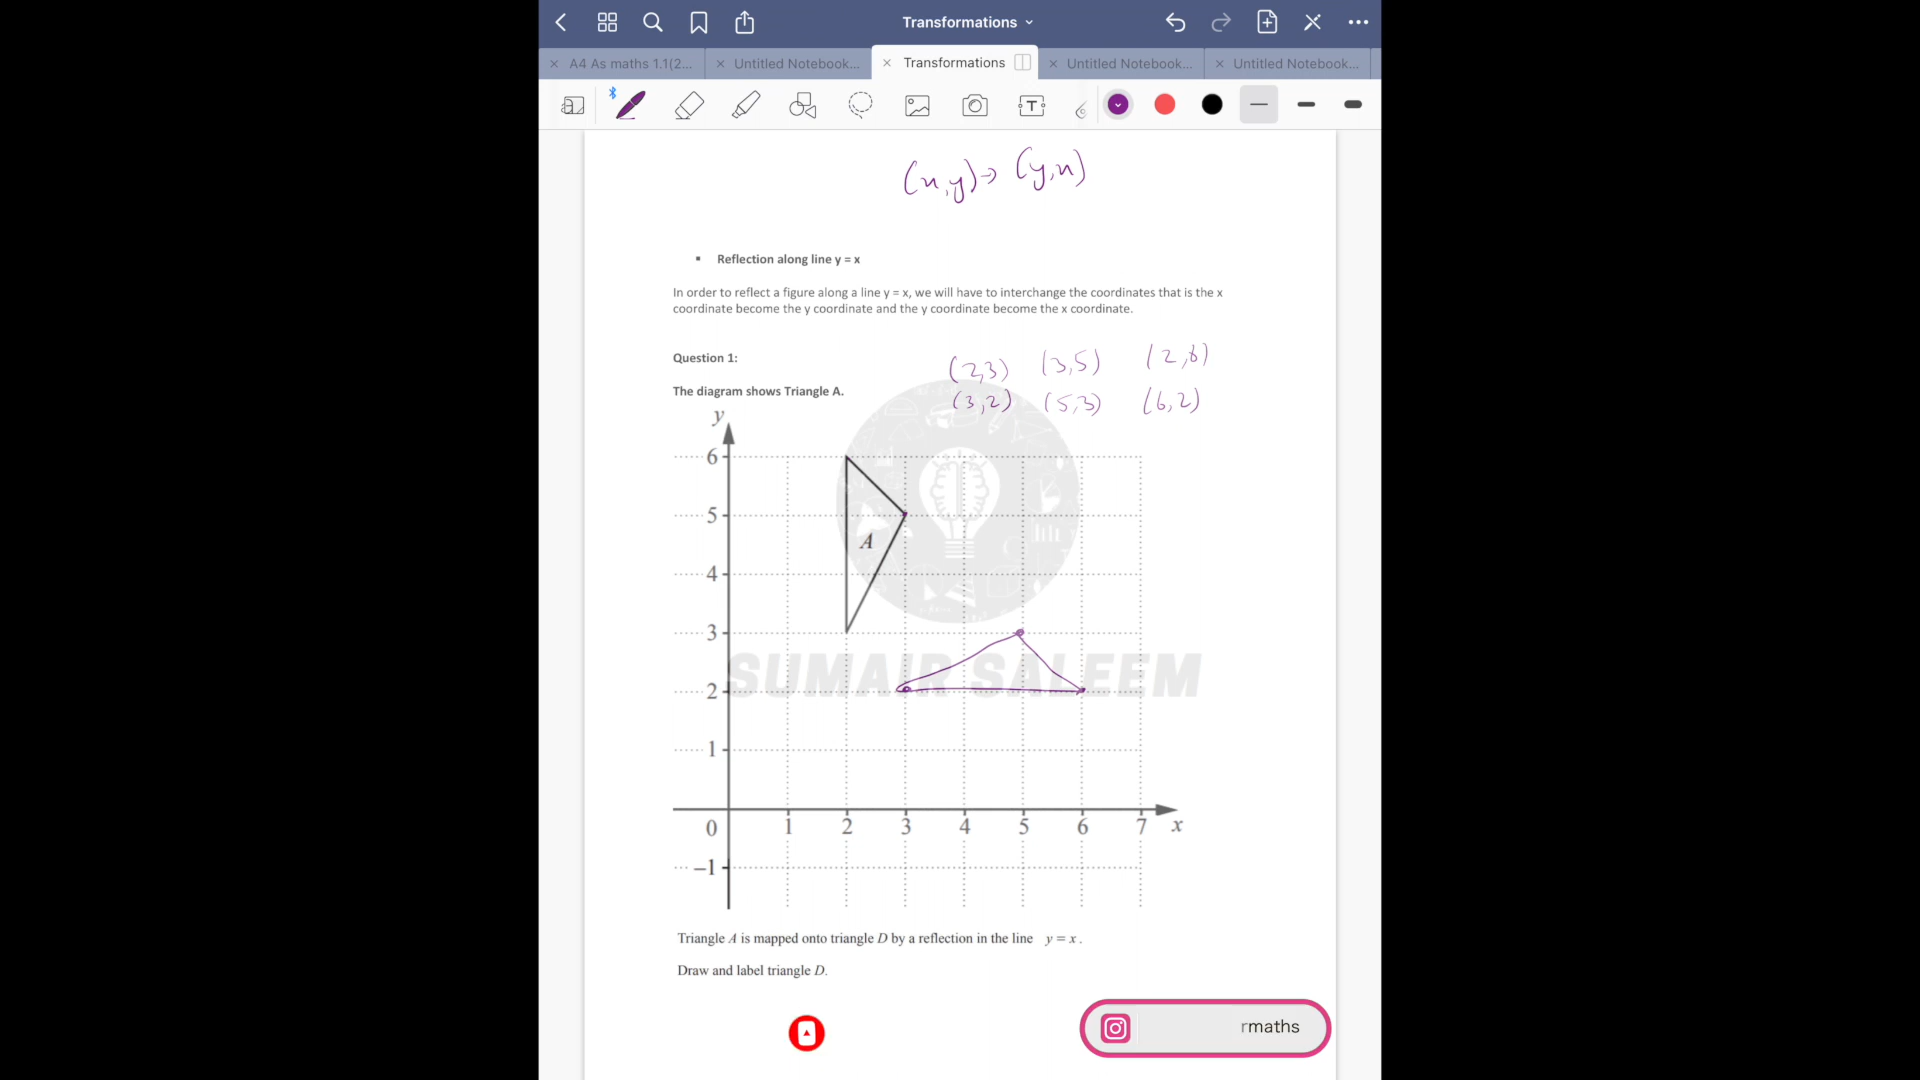 Transformations
A4 As maths 1.1(2...
Untitled Notebook...
Transformations
Untitled Notebook...
Untitled Notebook...
(x,y)→(y,x)
Reflection along line y = x
In order to reflect a figure along a line y = x, we will have to interchange the coordinates that is the x
coordinate become the y coordinate and the y coordinate become the x coordinate.
Question 1:
(2,3) (3,5) (2,6)
The diagram shows Triangle A.
(3,2) (5,3) (6,2)
y
6
5
A
4
3
SUMAIR SALEEM
2
1
0 1 2 3 4 5 6 7 x
−1
Triangle A is mapped onto triangle D by a reflection in the line y = x .
Draw and label triangle D.
rmaths